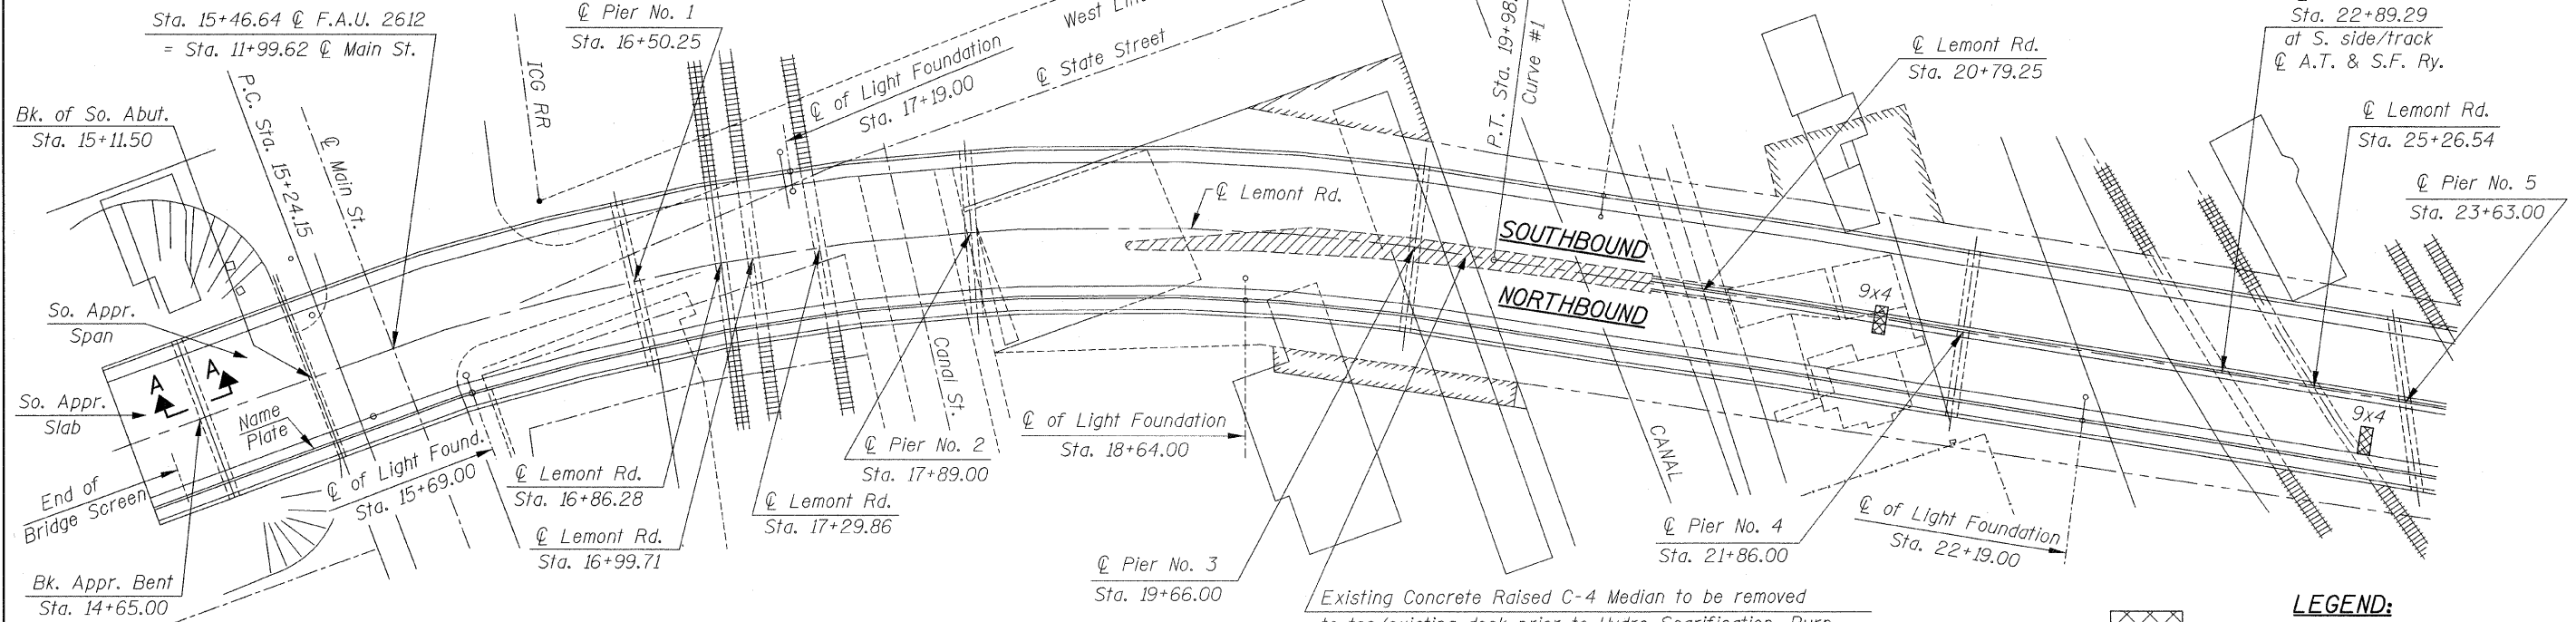 Sta. 15+46.64 ℄ F.A.U. 2612
= Sta. 11+99.62 ℄ Main St.
℄ Pier No. 1
Sta. 16+50.25
West
℄ of Light Foundation
Sta. 17+19.00
℄ State Street
P.T. Sta. 19+98.
Curve #1
℄ Lemont Rd.
Sta. 20+79.25
Sta. 22+89.29
at S. side/track
℄ A.T. & S.F. Ry.
℄ Lemont Rd.
Sta. 25+26.54
℄ Pier No. 5
Sta. 23+63.00
Bk. of So. Abut.
Sta. 15+11.50
P.C. Sta. 15+24.15
℄ Main St.
ICG RR
℄ Lemont Rd.
SOUTHBOUND
NORTHBOUND
9x4
9x4
So. Appr.
Span
A
A
So. Appr.
Slab
Name
Plate
End of
Bridge Screen
℄ of Light Found.
Sta. 15+69.00
Bk. Appr. Bent
Sta. 14+65.00
℄ Lemont Rd.
Sta. 16+86.28
℄ Lemont Rd.
Sta. 16+99.71
℄ Lemont Rd.
Sta. 17+29.86
Canal St.
℄ Pier No. 2
Sta. 17+89.00
℄ of Light Foundation
Sta. 18+64.00
℄ Pier No. 3
Sta. 19+66.00
CANAL
℄ Pier No. 4
Sta. 21+86.00
℄ of Light Foundation
Sta. 22+19.00
Existing Concrete Raised C-4 Median to be removed
LEGEND: